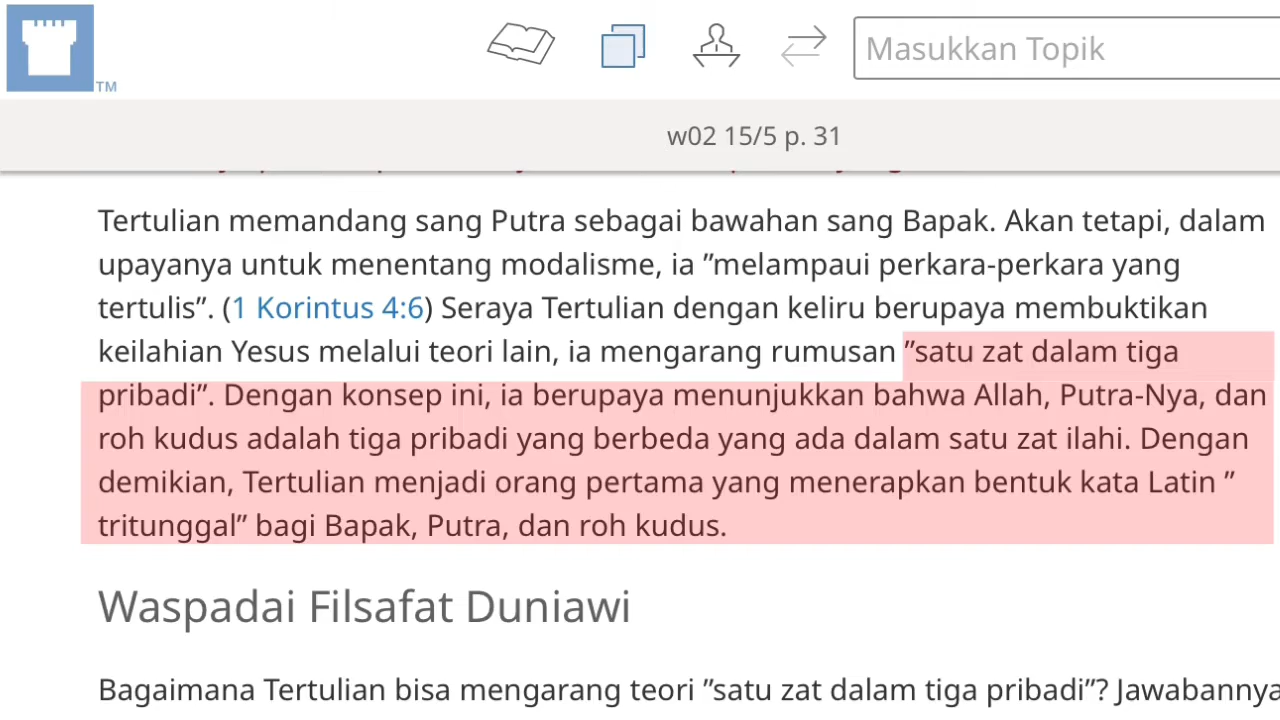 TM
Masukkan Topik
w02 15/5 p. 31
Tertulian memandang sang Putra sebagai bawahan sang Bapak. Akan tetapi, dalam
upayanya untuk menentang modalisme, ia ”melampaui perkara-perkara yang
tertulis”. (1 Korintus 4:6) Seraya Tertulian dengan keliru berupaya membuktikan
keilahian Yesus melalui teori lain, ia mengarang rumusan ”satu zat dalam tiga
pribadi”. Dengan konsep ini, ia berupaya menunjukkan bahwa Allah, Putra-Nya, dan
roh kudus adalah tiga pribadi yang berbeda yang ada dalam satu zat ilahi. Dengan
demikian, Tertulian menjadi orang pertama yang menerapkan bentuk kata Latin ”
tritunggal” bagi Bapak, Putra, dan roh kudus.
Waspadai Filsafat Duniawi
Bagaimana Tertulian bisa mengarang teori ”satu zat dalam tiga pribadi”? Jawabannya